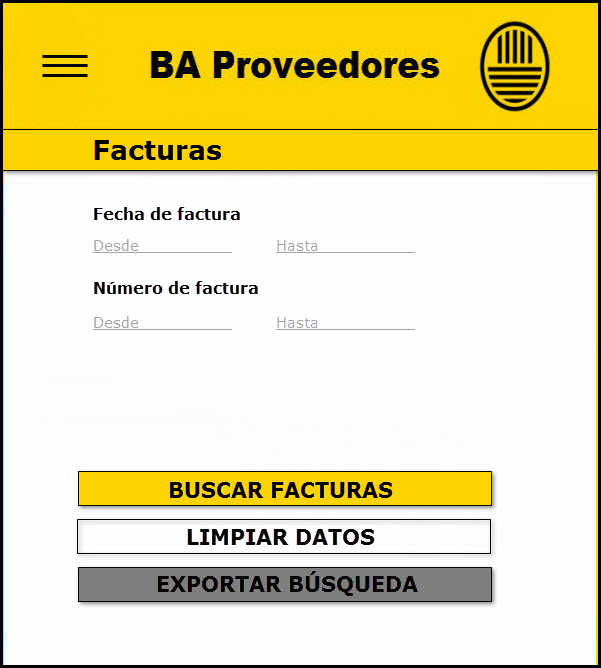 BA Proveedores
Facturas
Fecha de factura
Desde Hasta
Número de factura
Desde Hasta
BUSCAR FACTURAS
LIMPIAR DATOS
EXPORTAR BÚSQUEDA